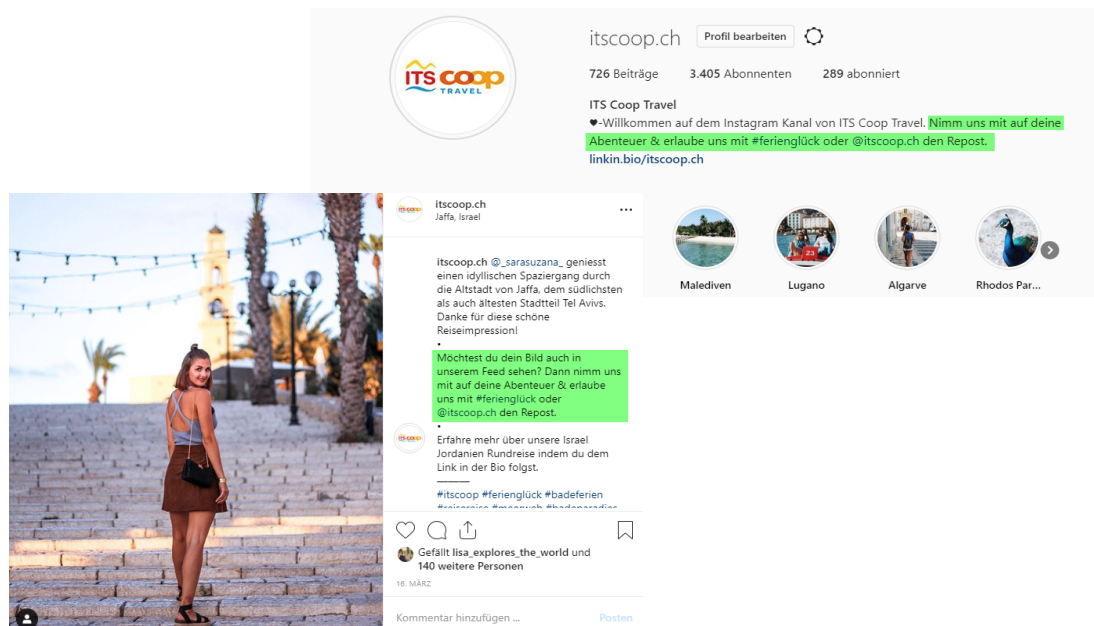 ITS COOP
TRAVEL
itscoop.ch Profil bearbeiten
726 Beiträge 3.405 Abonnenten 289 abonniert
ITS Coop Travel
♥-Willkommen auf dem Instagram Kanal von ITS Coop Travel. Nimm uns mit auf deine
Abenteuer & erlaube uns mit #ferienglück oder @itscoop.ch den Repost.
linkin.bio/itscoop.ch
Malediven Lugano Algarve Rhodos Par...
itscoop.ch
Jaffa, Israel
itscoop.ch @_sarasuzana_ geniesst
einen idyllischen Spaziergang durch
die Altstadt von Jaffa, dem südlichsten
als auch ältesten Stadtteil Tel Avivs.
Danke für diese schöne
Reiseimpression!
•
Möchtest du dein Bild auch in
unserem Feed sehen? Dann nimm uns
mit auf deine Abenteuer & erlaube
uns mit #ferienglück oder
@itscoop.ch den Repost.
•
Erfahre mehr über unsere Israel
Jordanien Rundreise indem du dem
Link in der Bio folgst.
———
#itscoop #ferienglück #badeferien
#reisereise #meerweh #badeparadies
Gefällt lisa_explores_the_world und
140 weitere Personen
16. MÄRZ
Kommentar hinzufügen ... Posten